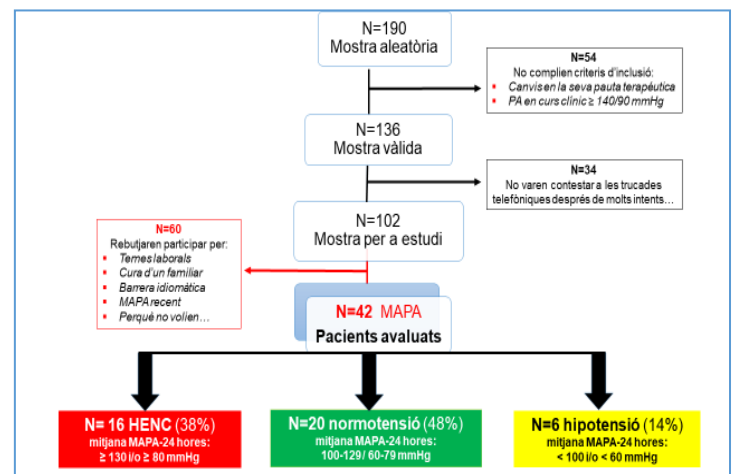 N=190
Mostra aleatòria
N=54
No complien criteris d'inclusió:
▪ Canvis en la seva pauta terapéutica
▪ PA en curs clínic ≥ 140/90 mmHg
N=136
Mostra vàlida
N=34
No varen contestar a les trucades
telefòniques després de molts intents…
N=102
Mostra per a estudi
N=60
Rebutjaren participar per:
▪ Temes laborals
▪ Cura d'un familiar
▪ Barrera idiomática
▪ MAPA recent
▪ Perquè no volien…
N=42 MAPA
Pacients avaluats
N= 16 HENC (38%)
mitjana MAPA-24 hores:
≥ 130 i/o ≥ 80 mmHg
N=20 normotensió (48%)
mitjana MAPA-24 hores:
100-129/ 60-79 mmHg
N=6 hipotensió (14%)
mitjana MAPA-24 hores:
< 100 i/o < 60 mmHg